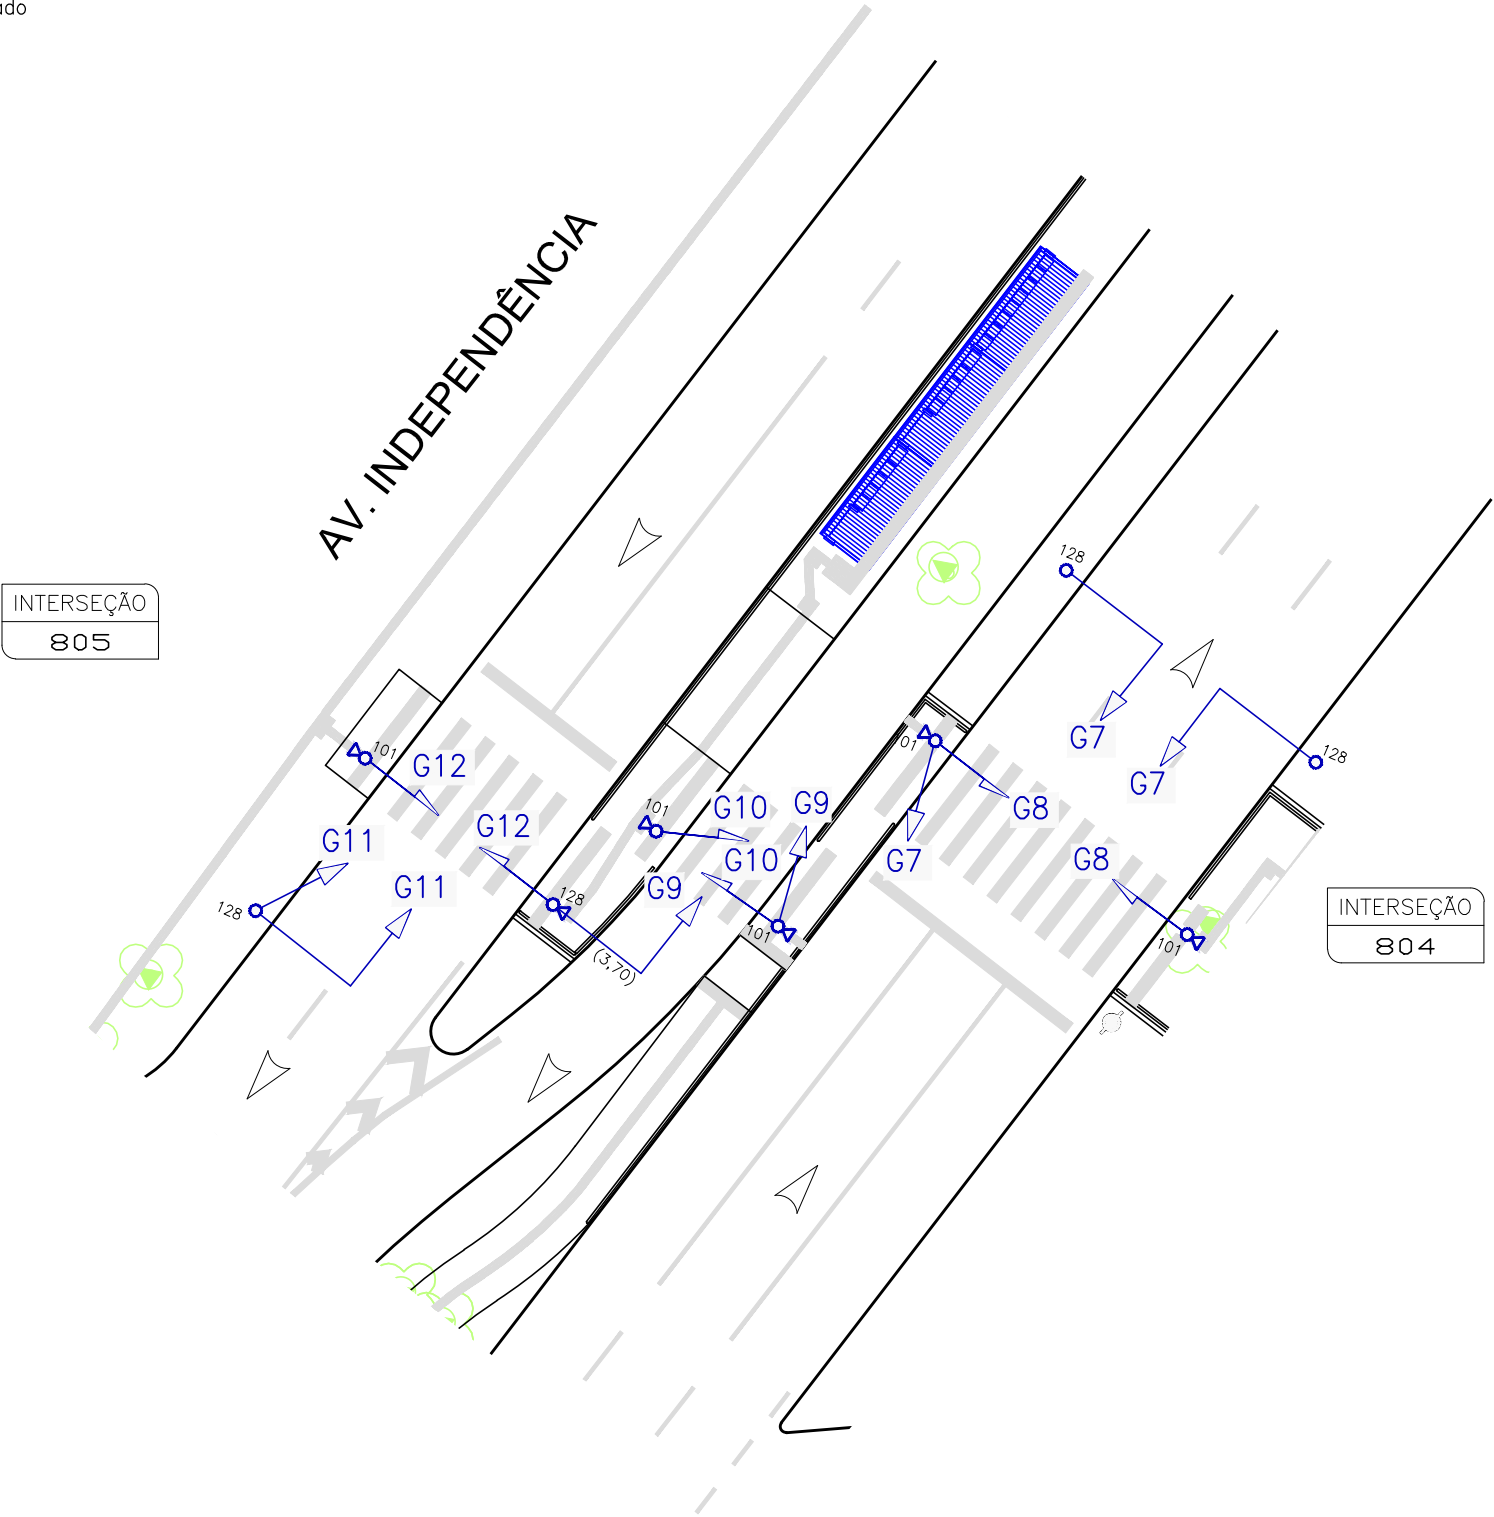 ado
AV. INDEPENDÊNCIA
INTERSEÇÃO
805
128
G7
128
G7
101
G12
01
G8
101
G10
G9
G12
G11
G10
G7
G8
G9
G11
128
128
101
101
(3,70)
INTERSEÇÃO
804